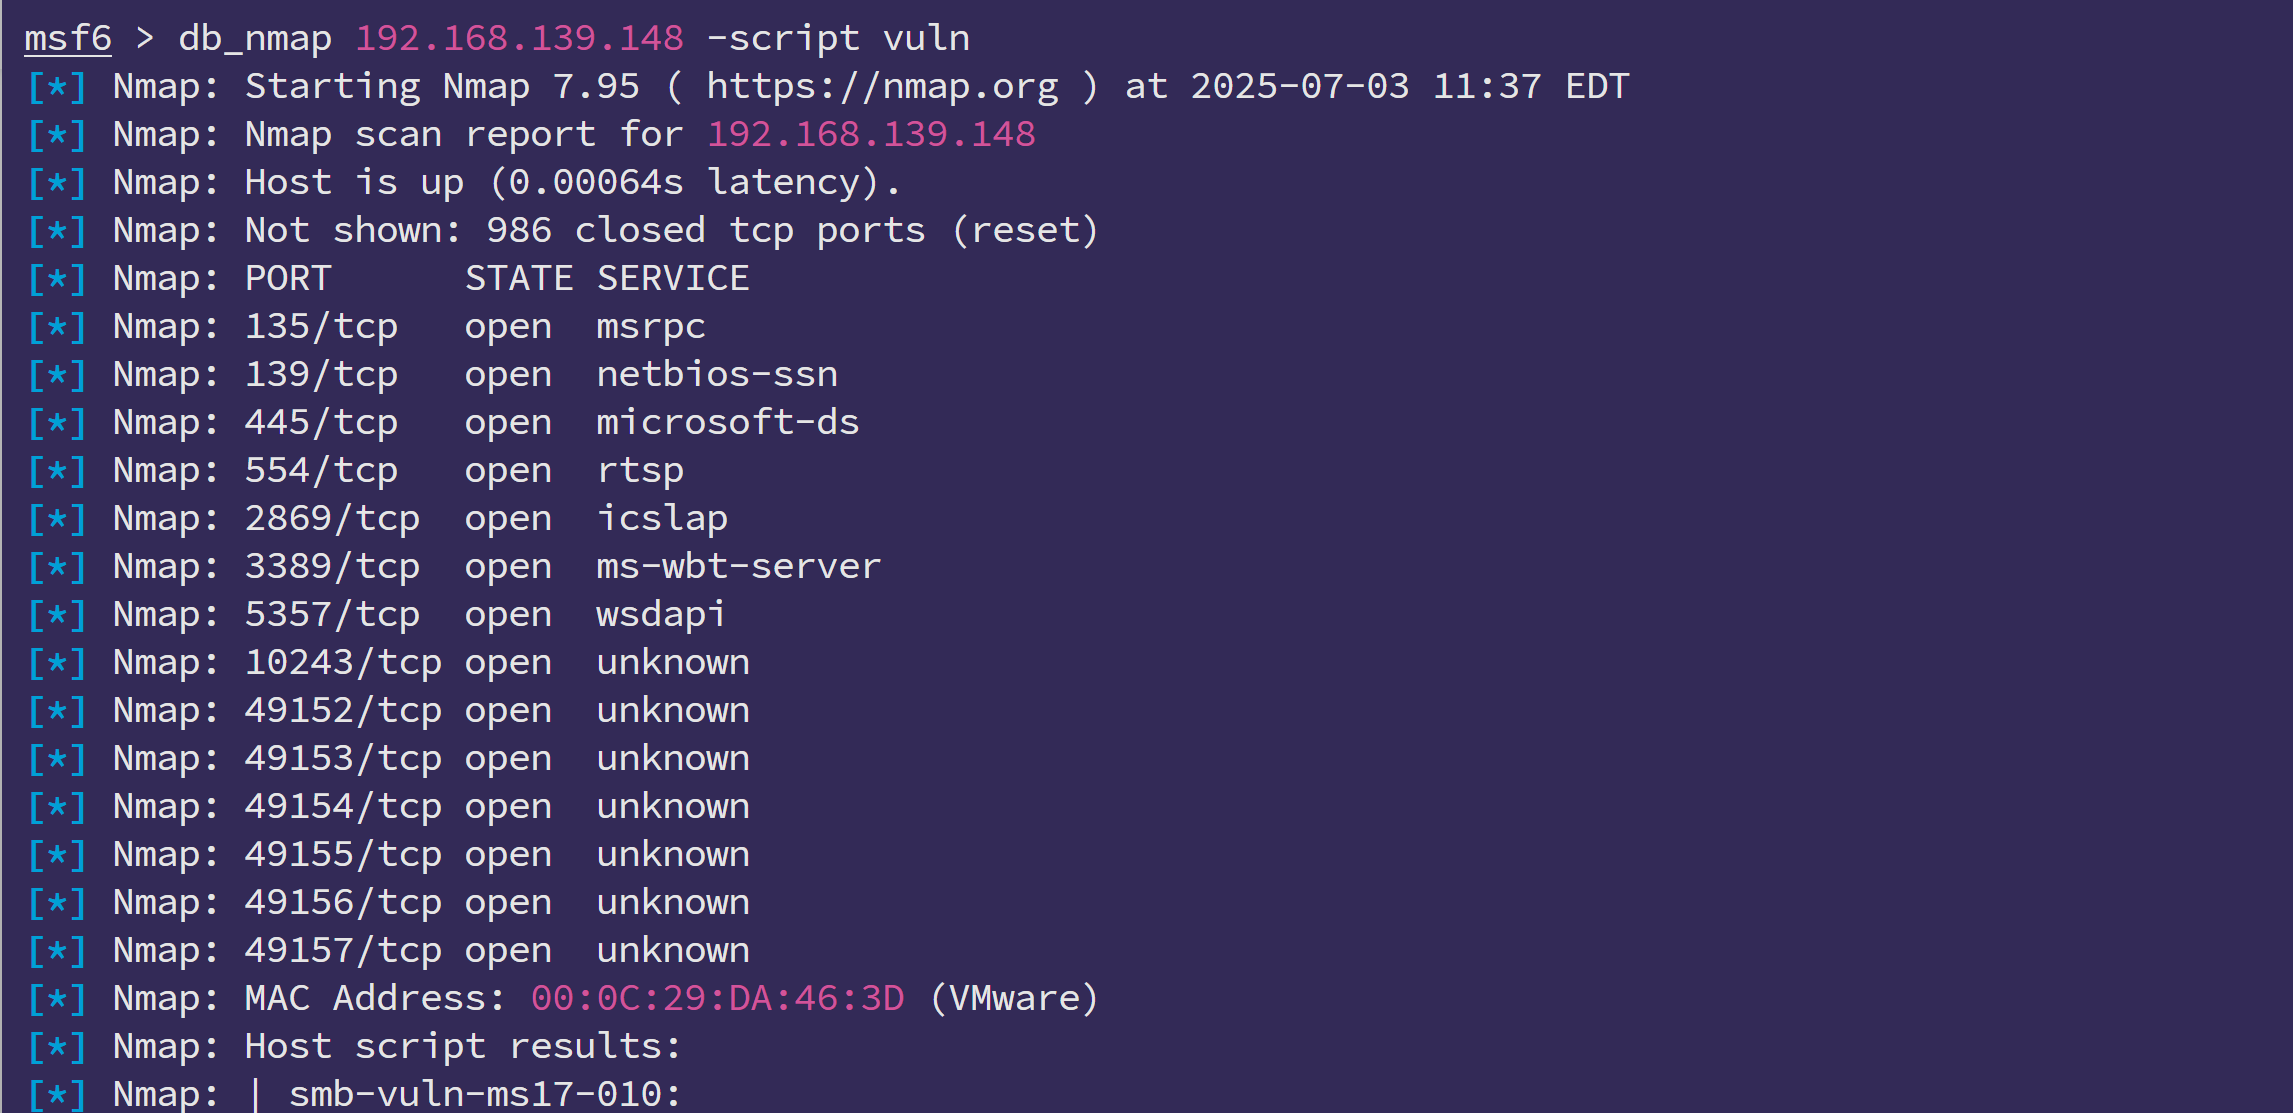 msf6 > db_nmap 192.168.139.148 -script vuln
[*] Nmap: Starting Nmap 7.95 ( https://nmap.org ) at 2025-07-03 11:37 EDT
[*] Nmap: Nmap scan report for 192.168.139.148
[*] Nmap: Host is up (0.00064s latency).
[*] Nmap: Not shown: 986 closed tcp ports (reset)
[*] Nmap: PORT      STATE SERVICE
[*] Nmap: 135/tcp   open  msrpc
[*] Nmap: 139/tcp   open  netbios-ssn
[*] Nmap: 445/tcp   open  microsoft-ds
[*] Nmap: 554/tcp   open  rtsp
[*] Nmap: 2869/tcp  open  icslap
[*] Nmap: 3389/tcp  open  ms-wbt-server
[*] Nmap: 5357/tcp  open  wsdapi
[*] Nmap: 10243/tcp open  unknown
[*] Nmap: 49152/tcp open  unknown
[*] Nmap: 49153/tcp open  unknown
[*] Nmap: 49154/tcp open  unknown
[*] Nmap: 49155/tcp open  unknown
[*] Nmap: 49156/tcp open  unknown
[*] Nmap: 49157/tcp open  unknown
[*] Nmap: MAC Address: 00:0C:29:DA:46:3D (VMware)
[*] Nmap: Host script results:
[*] Nmap: | smb-vuln-ms17-010: